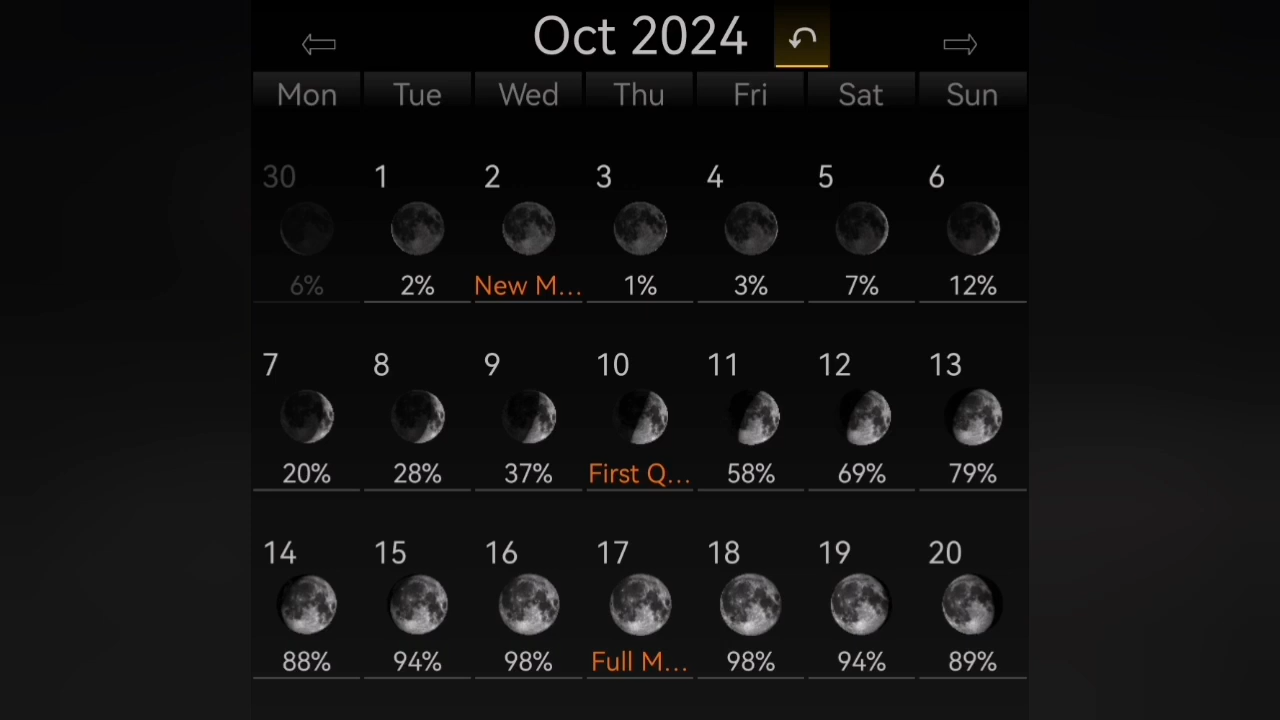 Oct 2024
Mon Tue Wed Thu Fri Sat Sun
30 1 2 3 4 5 6
6% 2% New M... 1% 3% 7% 12%
7 8 9 10 11 12 13
20% 28% 37% First Q... 58% 69% 79%
14 15 16 17 18 19 20
88% 94% 98% Full M... 98% 94% 89%